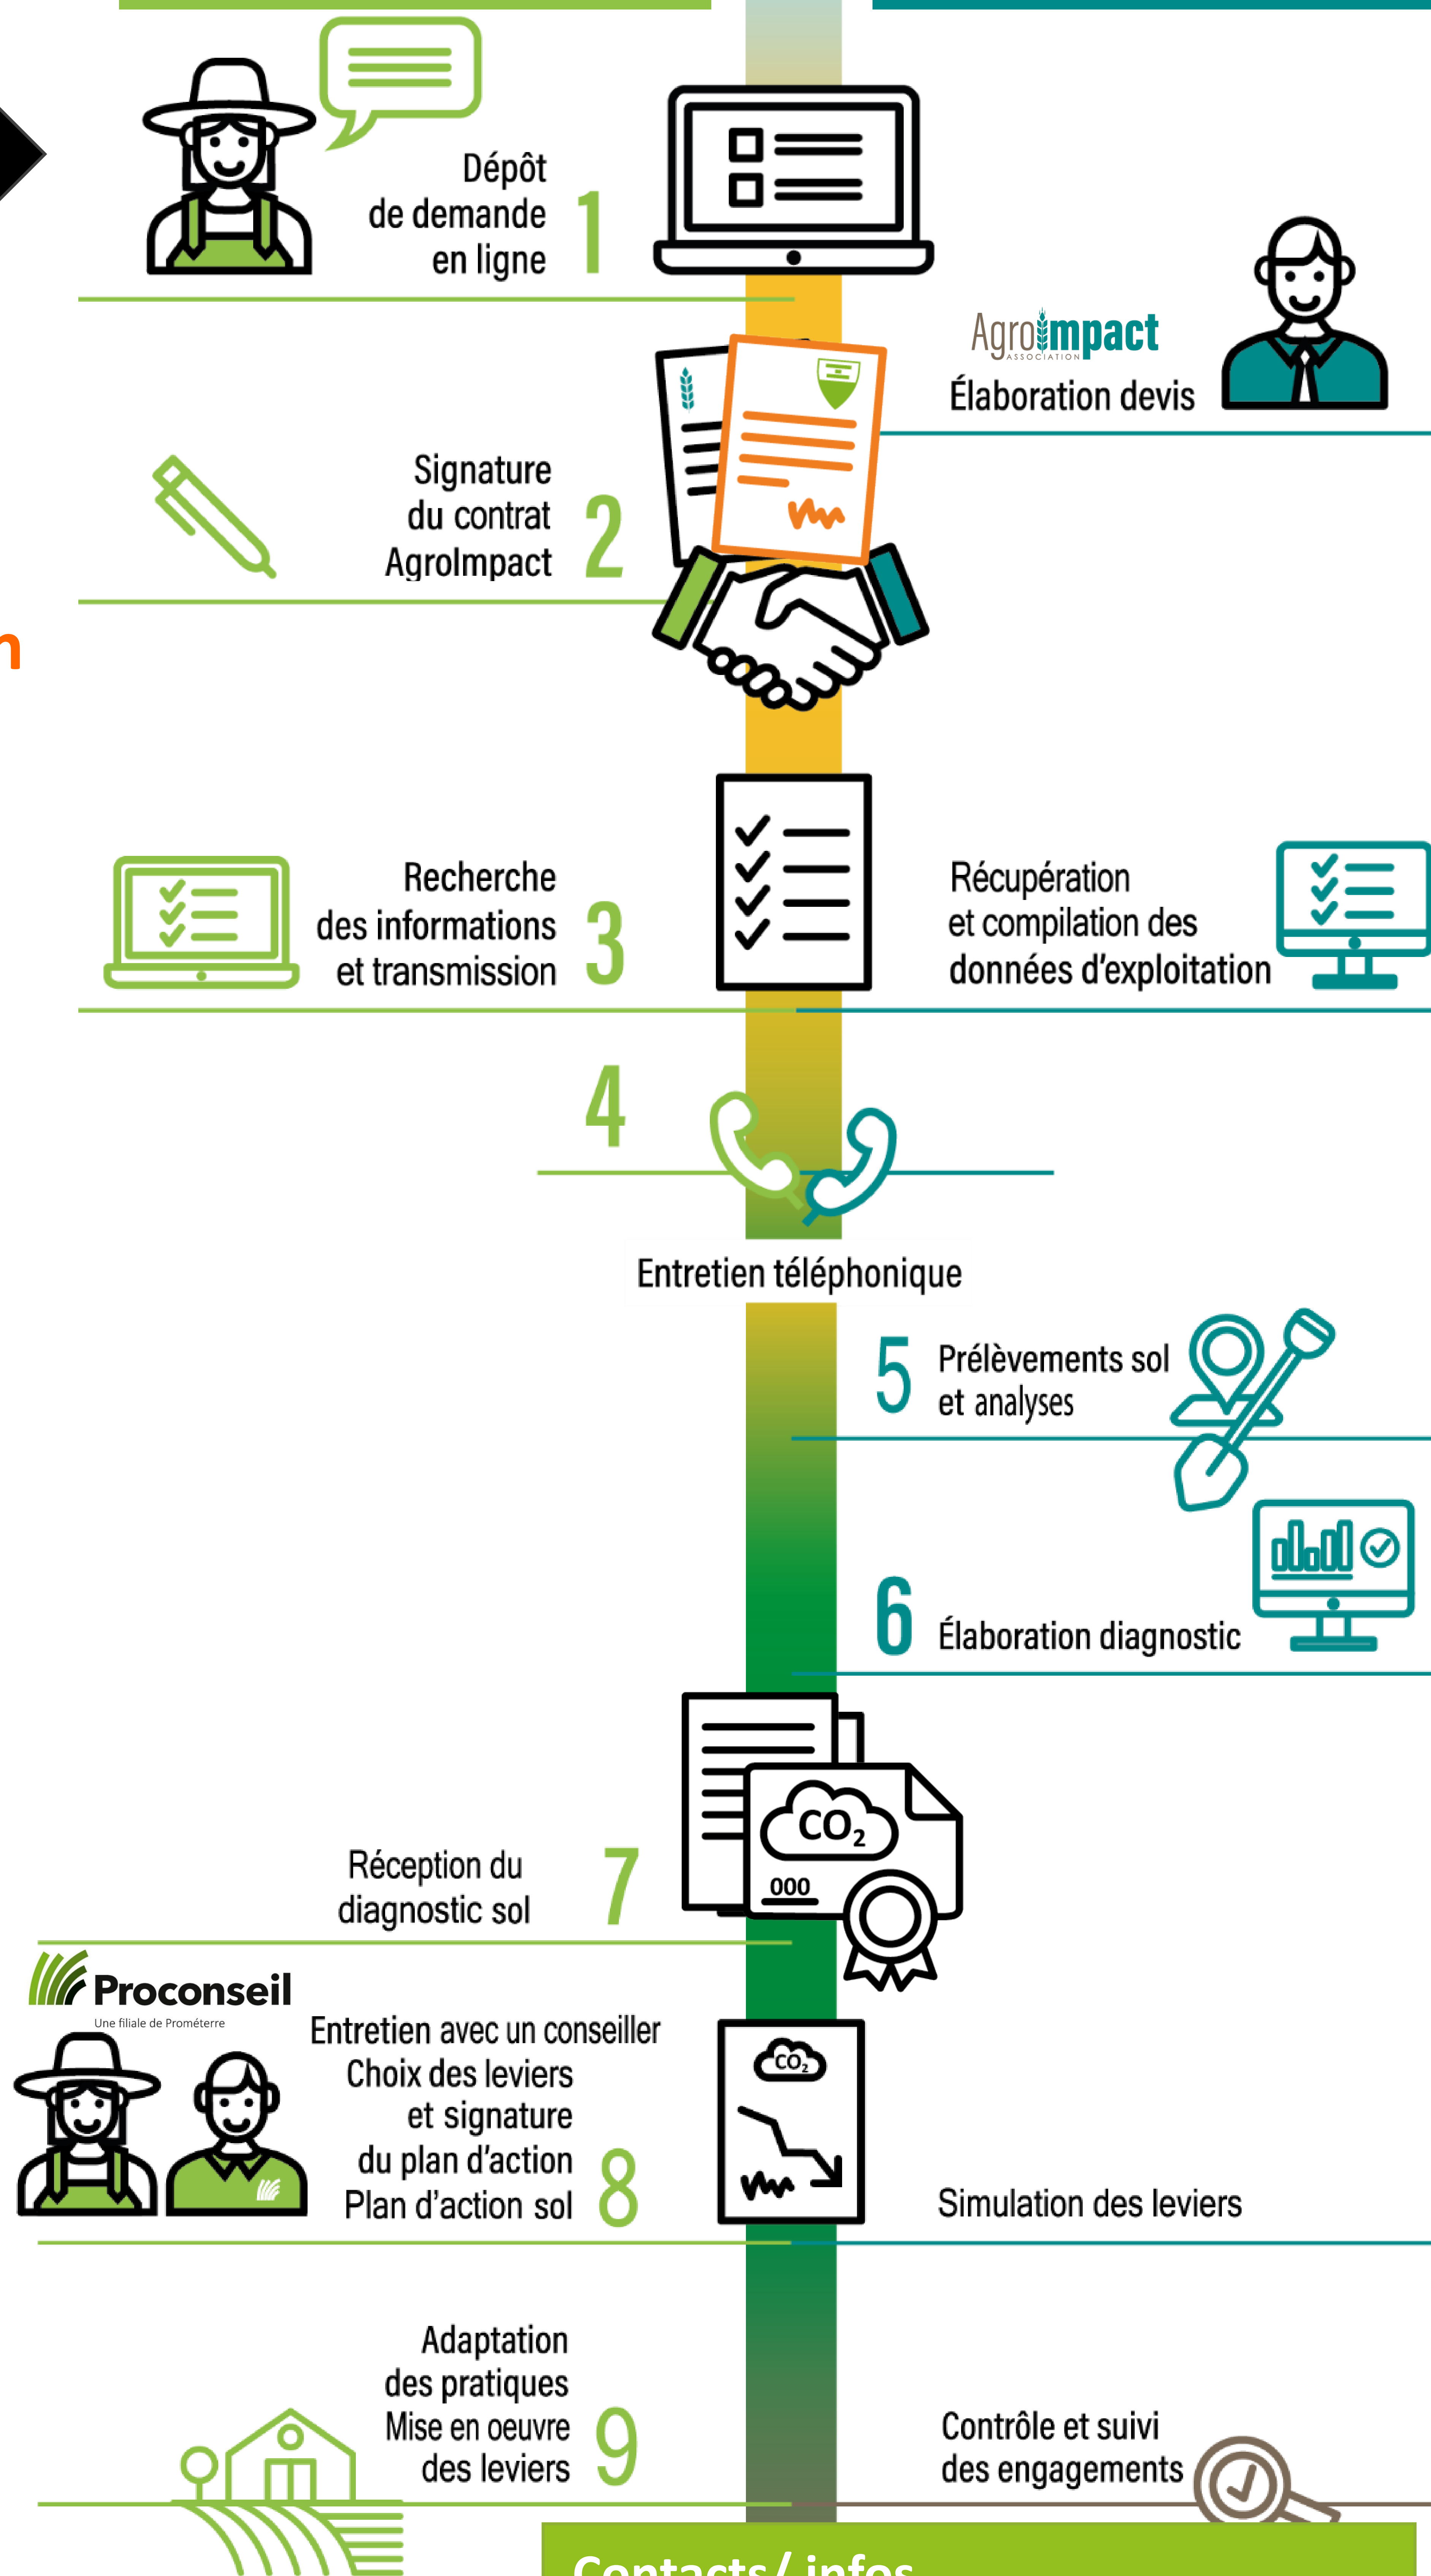 Dépôt
de demande
en ligne
1
AgroImpact
ASSOCIATION
Élaboration devis
Signature
du contrat
AgroImpact
2
n
Recherche
des informations
et transmission
3
Récupération
et compilation des
données d'exploitation
4
Entretien téléphonique
5
Prélèvements sol
et analyses
6
Élaboration diagnostic
CO₂
000
Réception du
diagnostic sol
7
Proconseil
Une filiale de Prométerre
Entretien avec un conseiller
Choix des leviers
et signature
du plan d'action
Plan d'action sol
8
CO₂
Simulation des leviers
Adaptation
des pratiques
Mise en oeuvre
des leviers
9
Contrôle et suivi
des engagements
Contacts/ infos